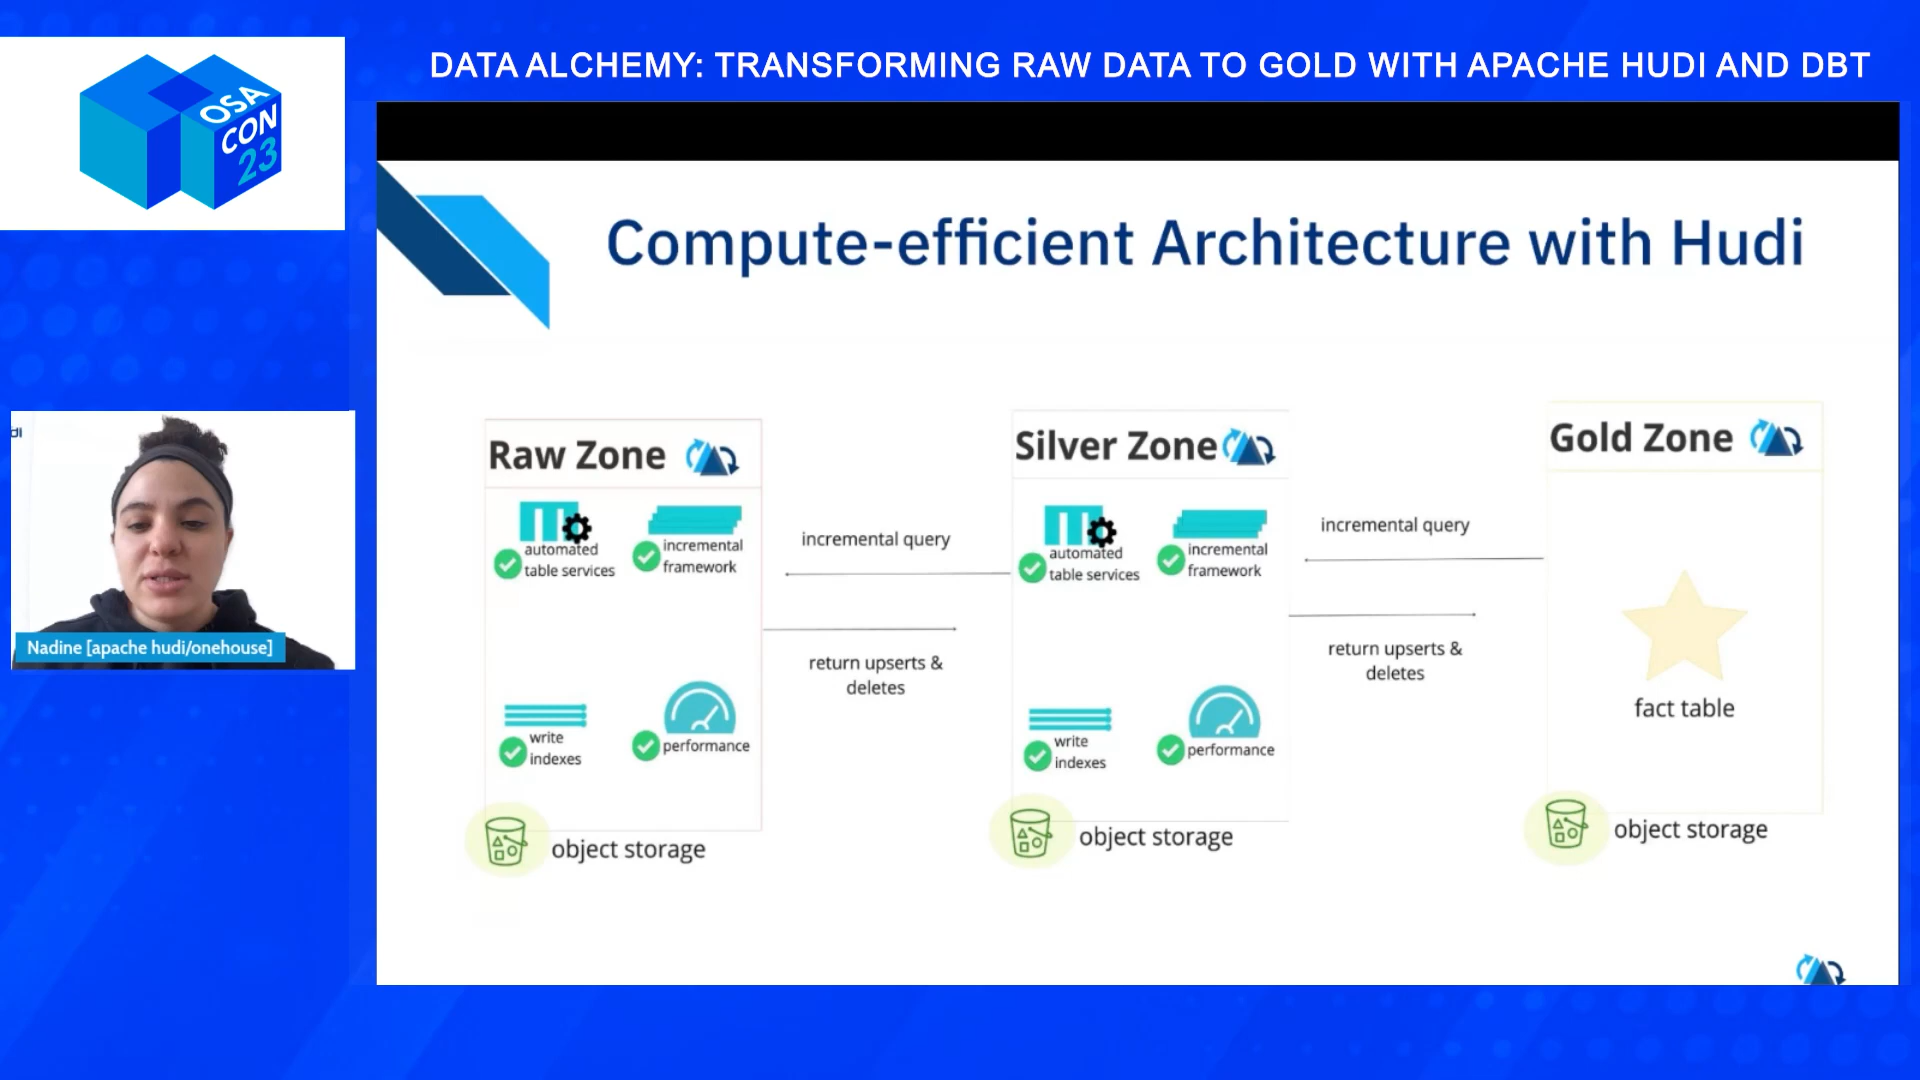 DATA ALCHEMY: TRANSFORMING RAW DATA TO GOLD WITH APACHE HUDI AND DBT
OSA
CON
23
Compute-efficient Architecture with Hudi
Raw Zone
automated
table services
incremental
framework
write
indexes
performance
object storage
incremental query
return upserts &
deletes
Silver Zone
automated
table services
incremental
framework
write
indexes
performance
object storage
incremental query
return upserts &
deletes
Gold Zone
fact table
object storage
di
Nadine [apache hudi/onehouse]